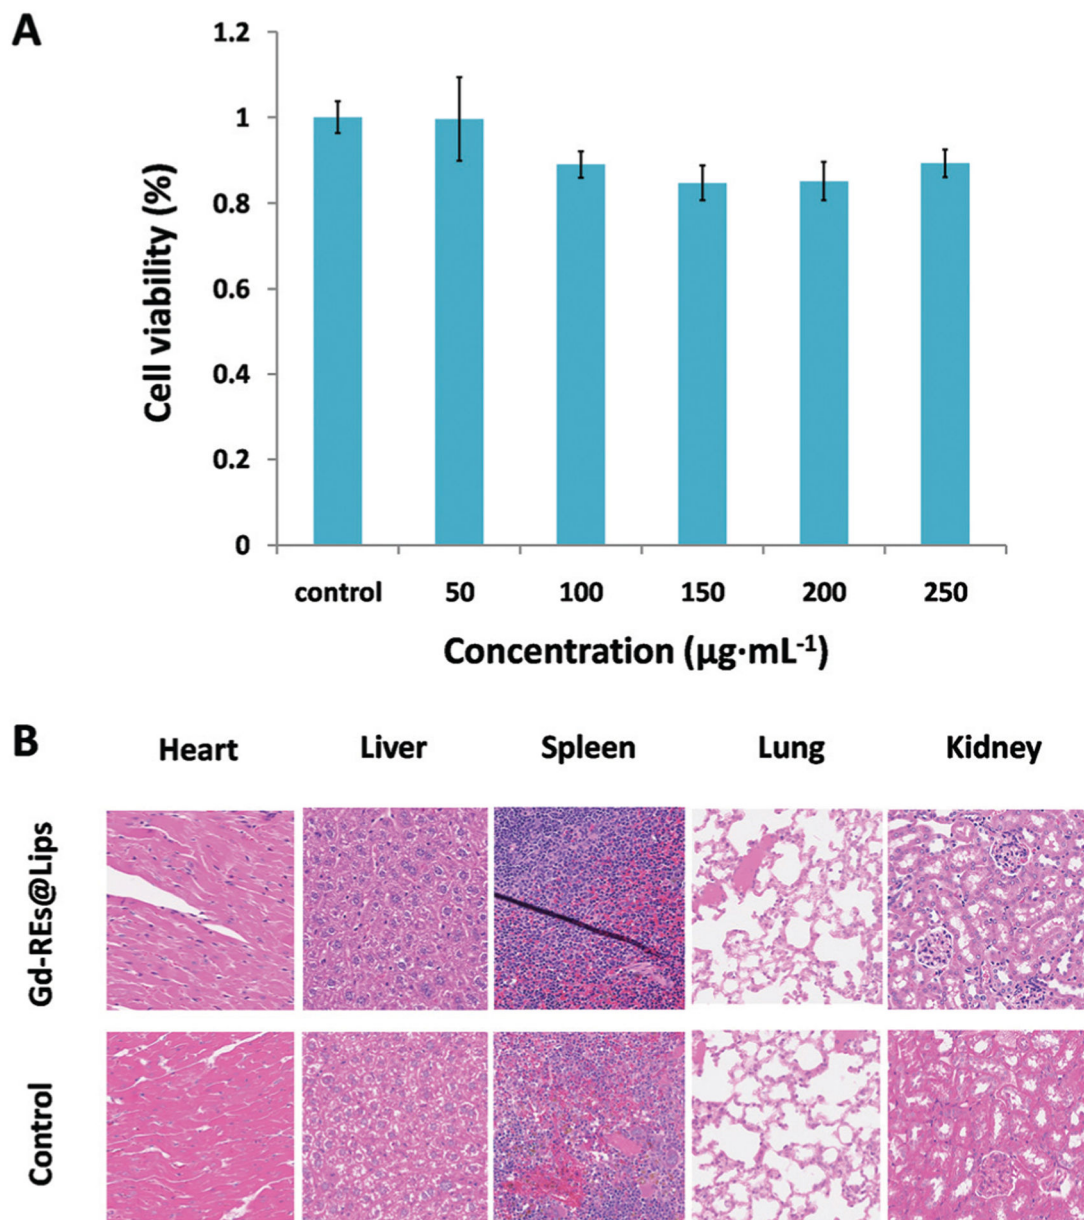 A
Cell viability (%)
1.2
1
0.8
0.6
0.4
0.2
0
control 50 100 150 200 250
Concentration (µg·mL⁻¹)
B
Heart Liver Spleen Lung Kidney
Gd-REs@Lips
Control